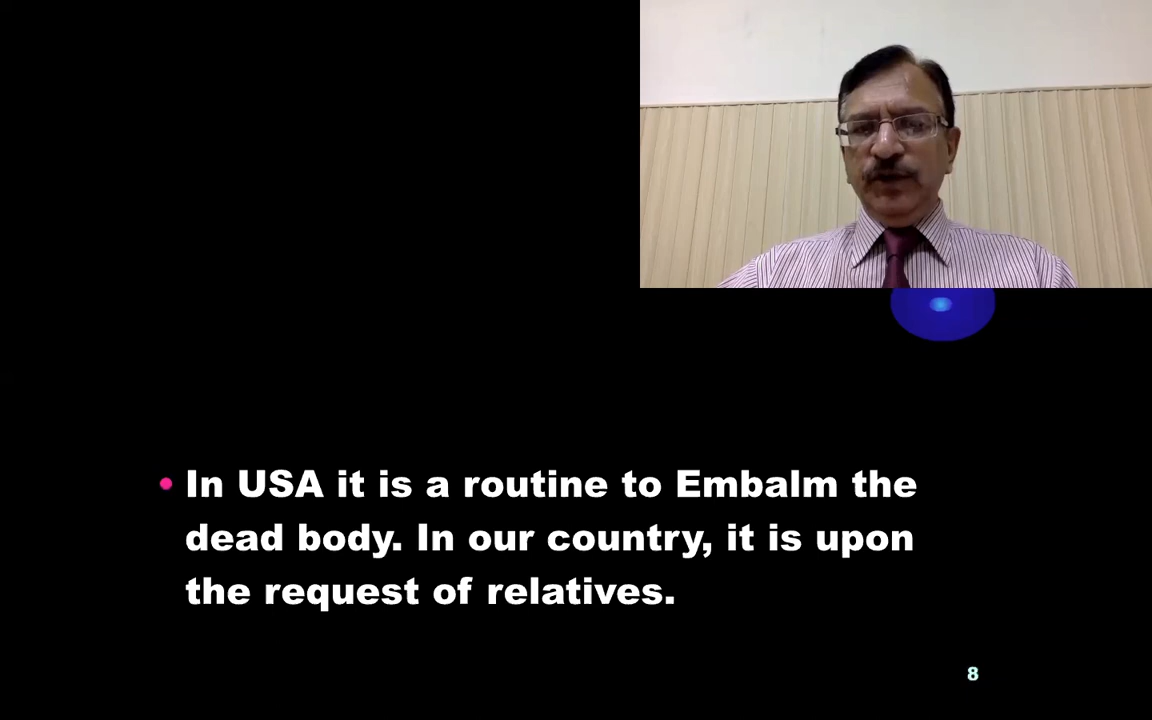 • In USA it is a routine to Embalm the
dead body. In our country, it is upon
the request of relatives.
8